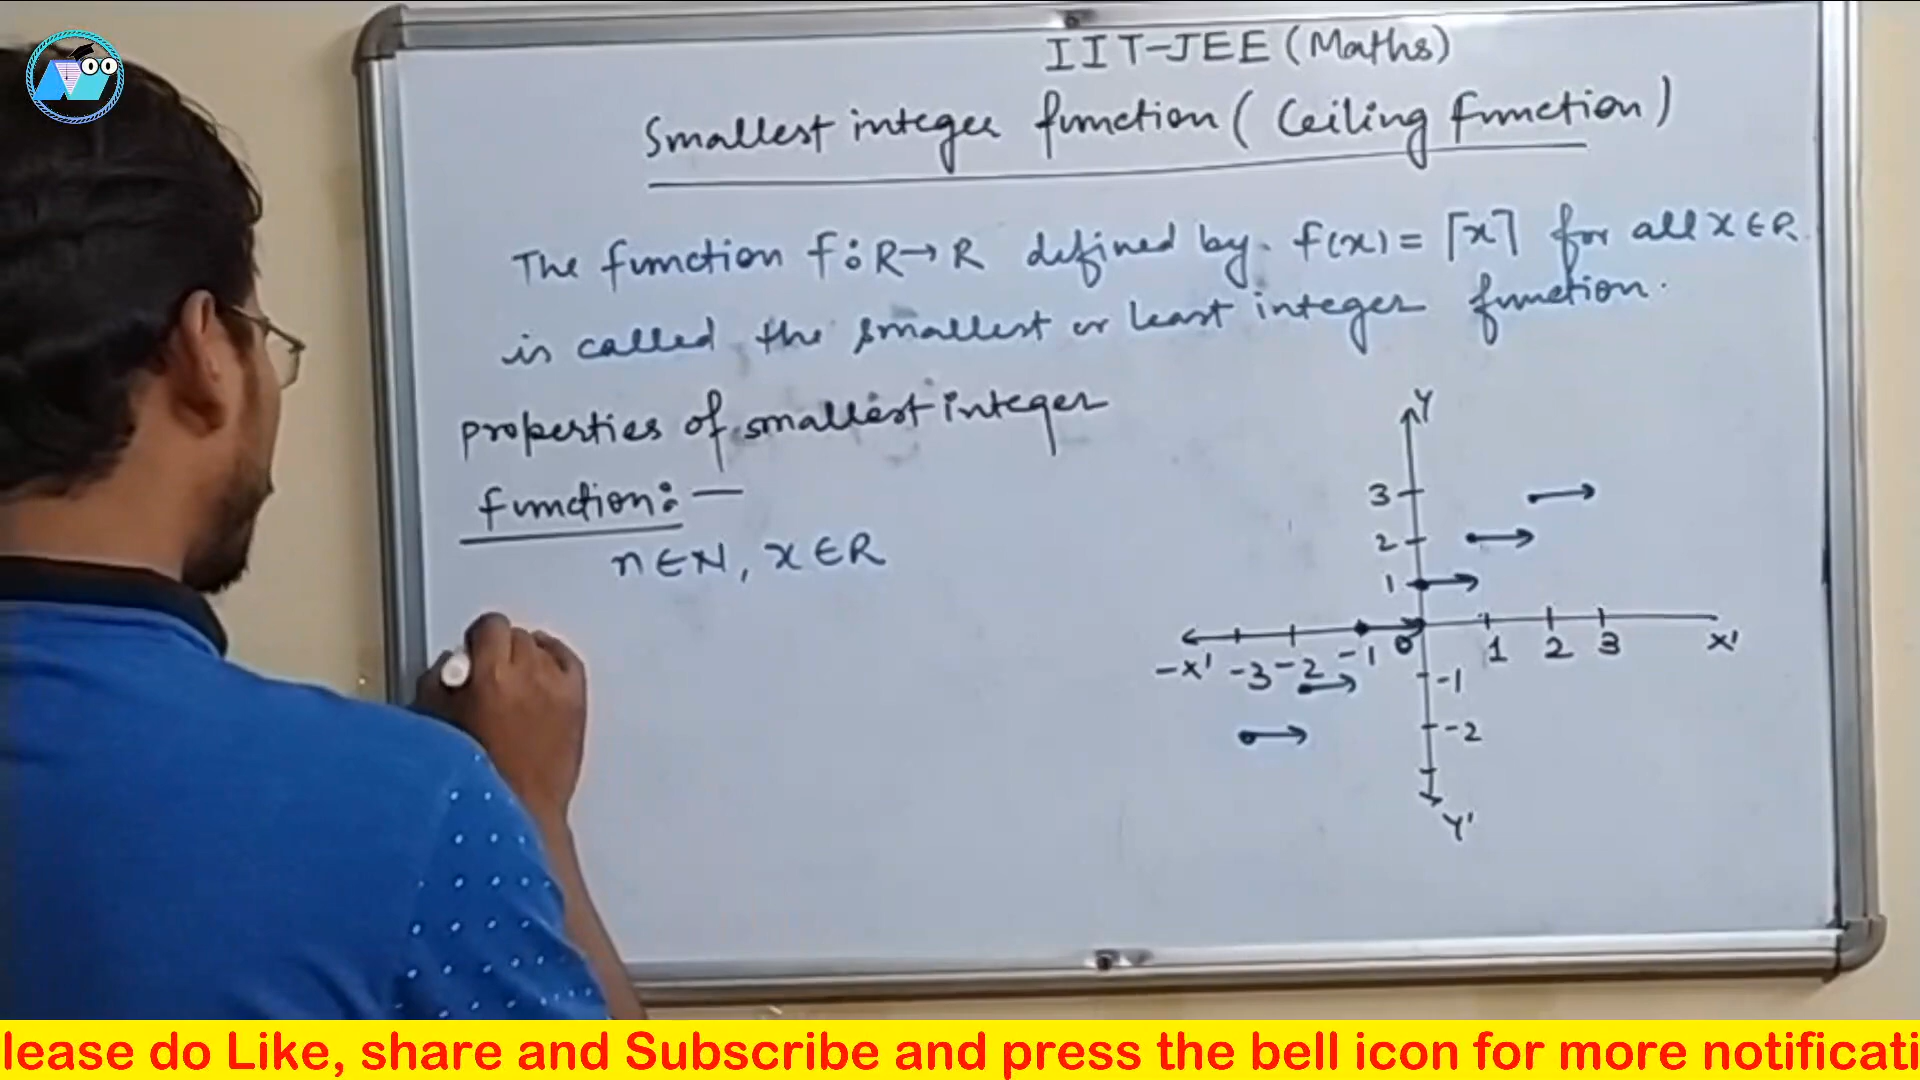 IIT-JEE (Maths)
Smallest integer function ( Ceiling Function )
The function f: R→R defined by. f(x) = ⌈x⌉ for all x ∈ R.
is called the smallest or least integer function.
properties of smallest integer
function: —
n ∈ N, x ∈ R
Y
3
2
1
-X' -3 -2 -1 0 1 2 3 X'
-1
-2
Y'
lease do Like, share and Subscribe and press the bell icon for more notificati